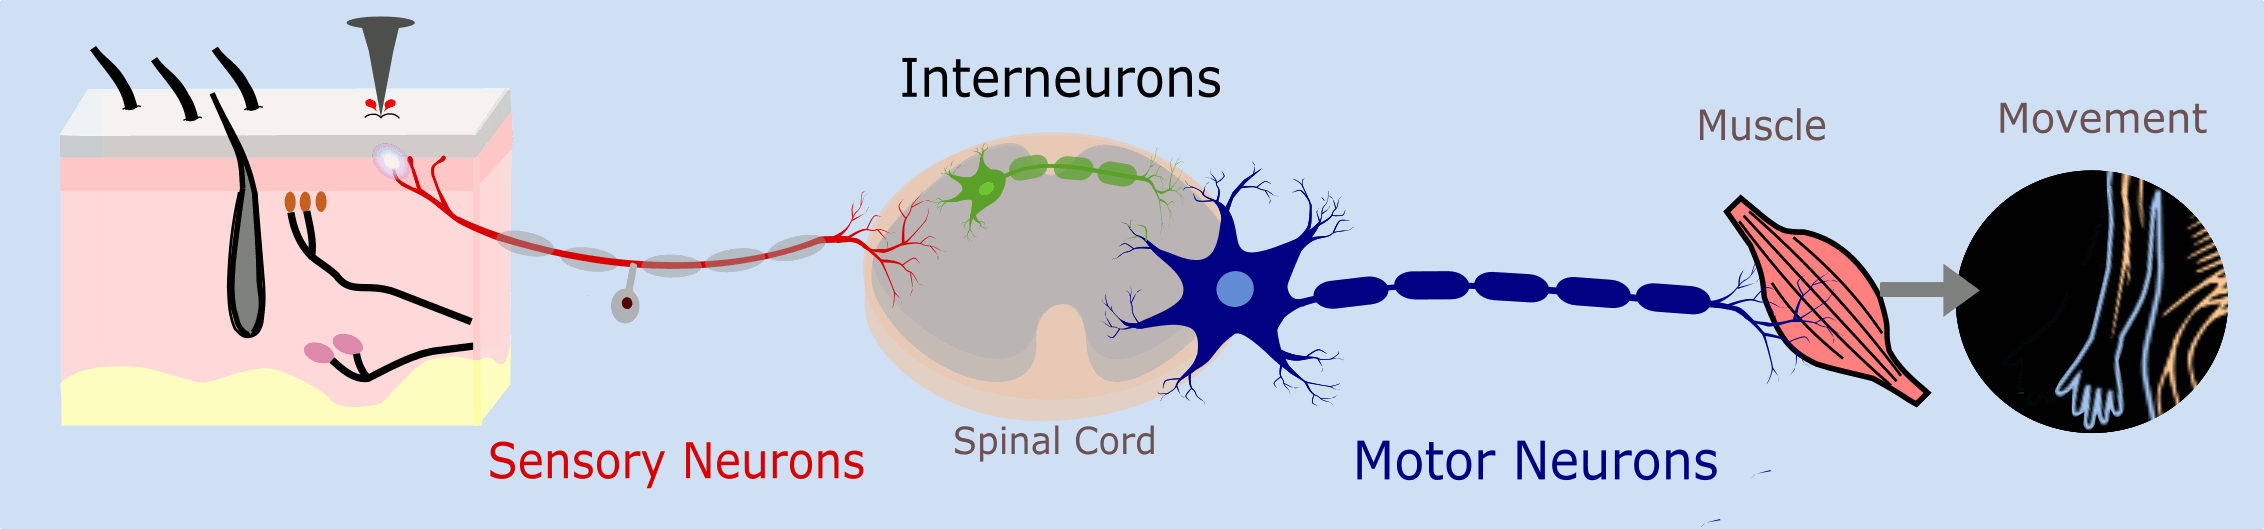 Interneurons
Muscle
Movement
Spinal Cord
Sensory Neurons
Motor Neurons